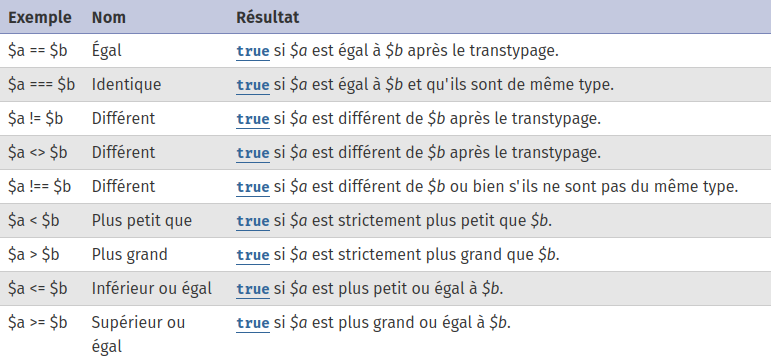 Exemple Nom Résultat
$a == $b Égal true si $a est égal à $b après le transtypage.
$a === $b Identique true si $a est égal à $b et qu'ils sont de même type.
$a != $b Différent true si $a est différent de $b après le transtypage.
$a <> $b Différent true si $a est différent de $b après le transtypage.
$a !== $b Différent true si $a est différent de $b ou bien s'ils ne sont pas du même type.
$a < $b Plus petit que true si $a est strictement plus petit que $b.
$a > $b Plus grand true si $a est strictement plus grand que $b.
$a <= $b Inférieur ou égal true si $a est plus petit ou égal à $b.
$a >= $b Supérieur ou true si $a est plus grand ou égal à $b.
égal